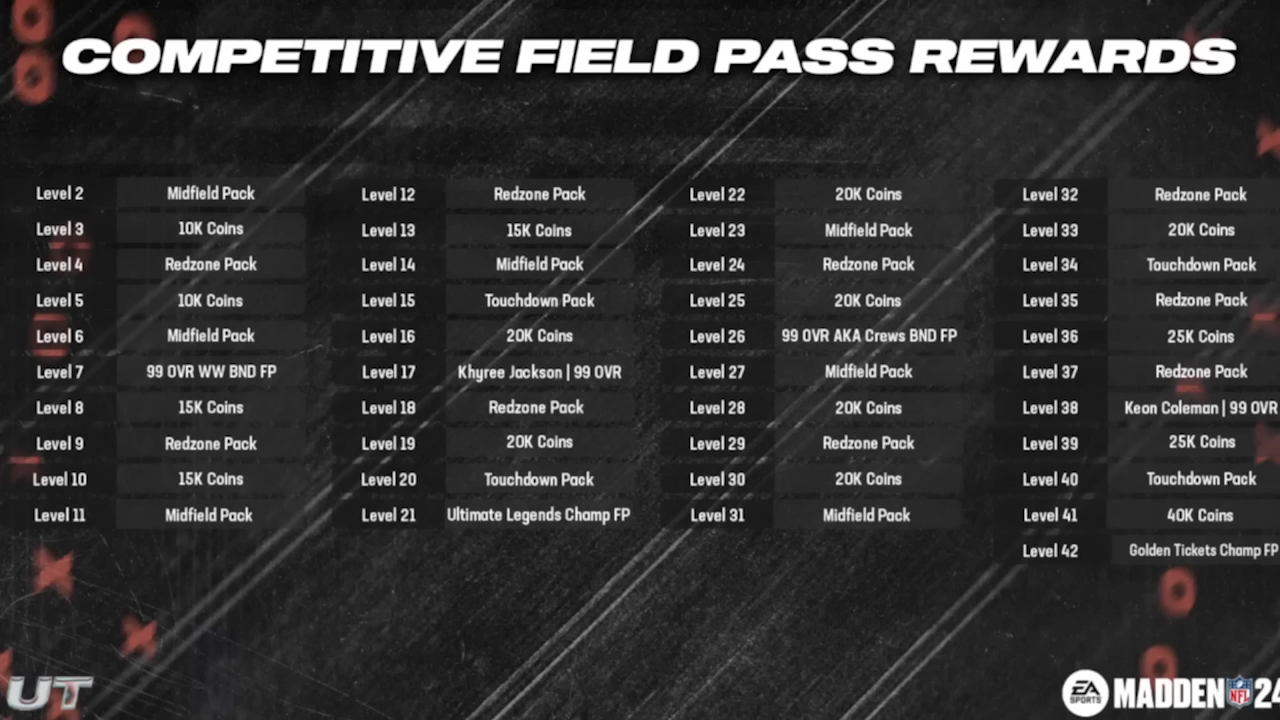 COMPETITIVE FIELD PASS REWARDS
Level 2 Midfield Pack
Level 3 10K Coins
Level 4 Redzone Pack
Level 5 10K Coins
Level 6 Midfield Pack
Level 7 99 OVR WW BND FP
Level 8 15K Coins
Level 9 Redzone Pack
Level 10 15K Coins
Level 11 Midfield Pack
Level 12 Redzone Pack
Level 13 15K Coins
Level 14 Midfield Pack
Level 15 Touchdown Pack
Level 16 20K Coins
Level 17 Khyree Jackson | 99 OVR
Level 18 Redzone Pack
Level 19 20K Coins
Level 20 Touchdown Pack
Level 21 Ultimate Legends Champ FP
Level 22 20K Coins
Level 23 Midfield Pack
Level 24 Redzone Pack
Level 25 20K Coins
Level 26 99 OVR AKA Crews BND FP
Level 27 Midfield Pack
Level 28 20K Coins
Level 29 Redzone Pack
Level 30 20K Coins
Level 31 Midfield Pack
Level 32 Redzone Pack
Level 33 20K Coins
Level 34 Touchdown Pack
Level 35 Redzone Pack
Level 36 25K Coins
Level 37 Redzone Pack
Level 38 Keon Coleman | 99 OVR
Level 39 25K Coins
Level 40 Touchdown Pack
Level 41 40K Coins
Level 42 Golden Tickets Champ FP
UT
EA SPORTS MADDEN NFL 24